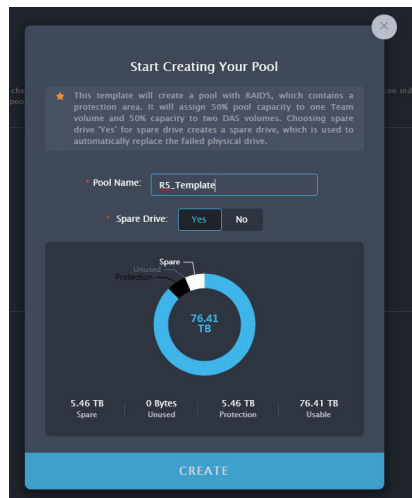 Start Creating Your Pool
This template will create a pool with RAID5, which contains a
protection area. It will assign 50% pool capacity to one Team
volume and 50% capacity to two DAS volumes. Choosing spare
drive 'Yes' for spare drive creates a spare drive, which is used to
automatically replace the failed physical drive.
* Pool Name: R5_Template
* Spare Drive: Yes No
Spare
Unused
Protection
76.41
TB
5.46 TB 0 Bytes 5.46 TB 76.41 TB
Spare Unused Protection Usable
CREATE